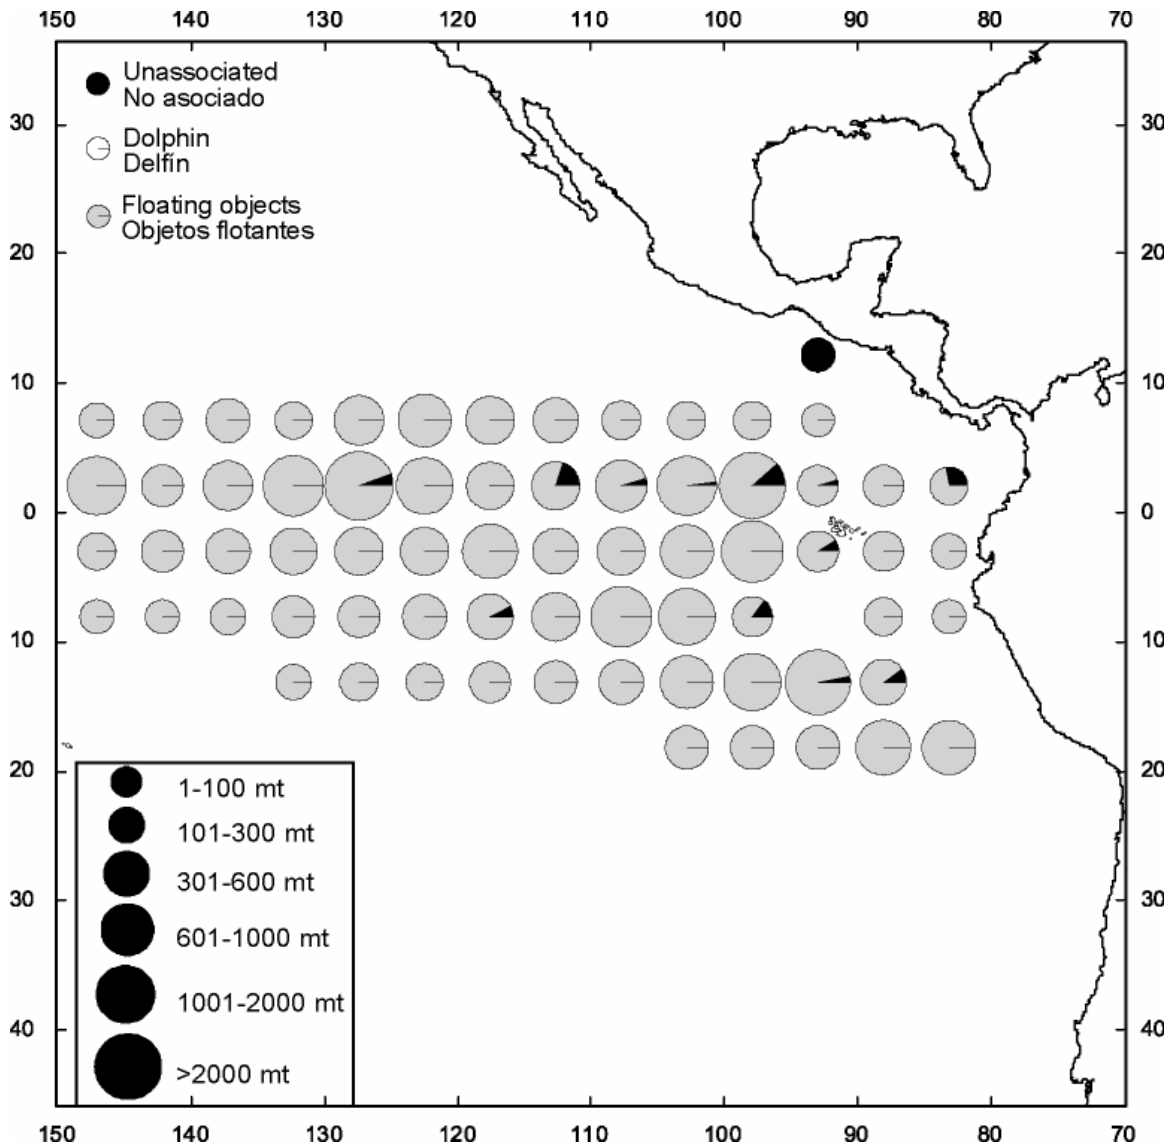 150 140 130 120 110 100 90 80 70
Unassociated
No asociado
Dolphin
Delfín
Floating objects
Objetos flotantes
30 30
20 20
10 10
0 0
10 10
20 20
30 30
40 40
1-100 mt
101-300 mt
301-600 mt
601-1000 mt
1001-2000 mt
>2000 mt
150 140 130 120 110 100 90 80 70